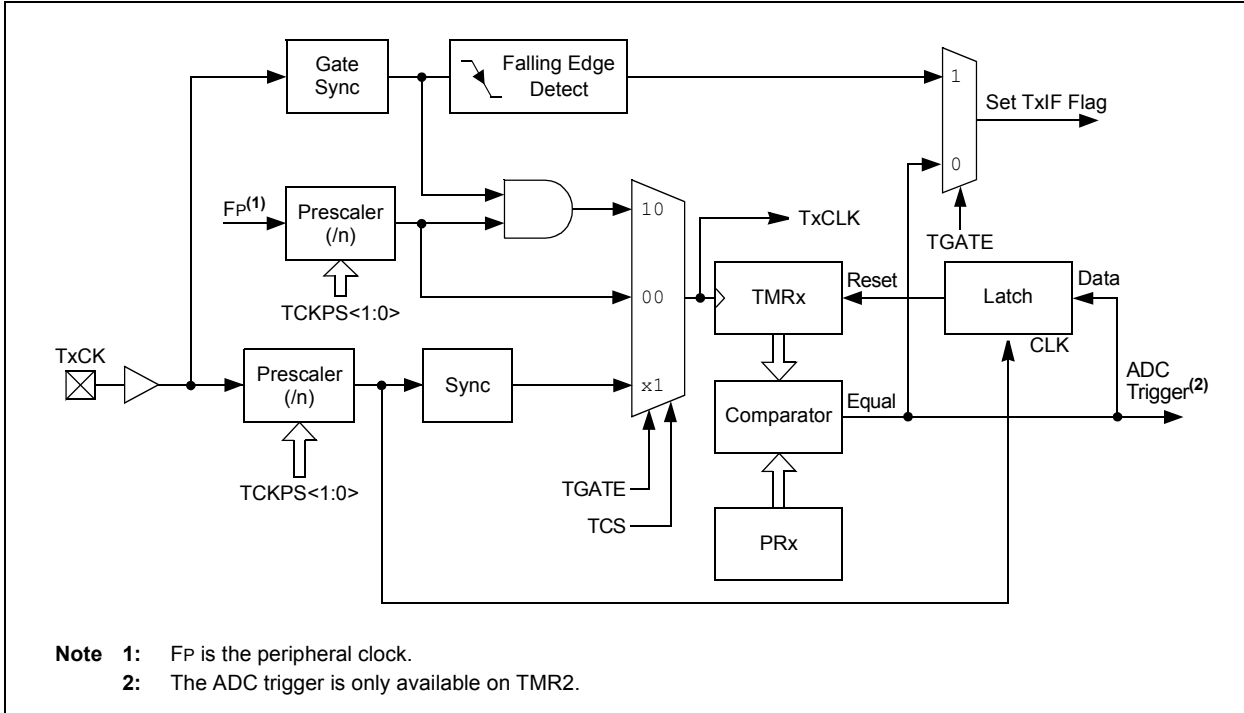 Gate
Sync
Falling Edge
Detect
1
Set TxIF Flag
0
FP(1)
Prescaler
(/n)
10
TxCLK
TGATE
TCKPS<1:0>
00
TMRx
Reset
Latch
Data
CLK
TxCK
Prescaler
(/n)
Sync
x1
Comparator
Equal
ADC
Trigger(2)
TCKPS<1:0>
TGATE
TCS
PRx
Note 1: FP is the peripheral clock.
2: The ADC trigger is only available on TMR2.